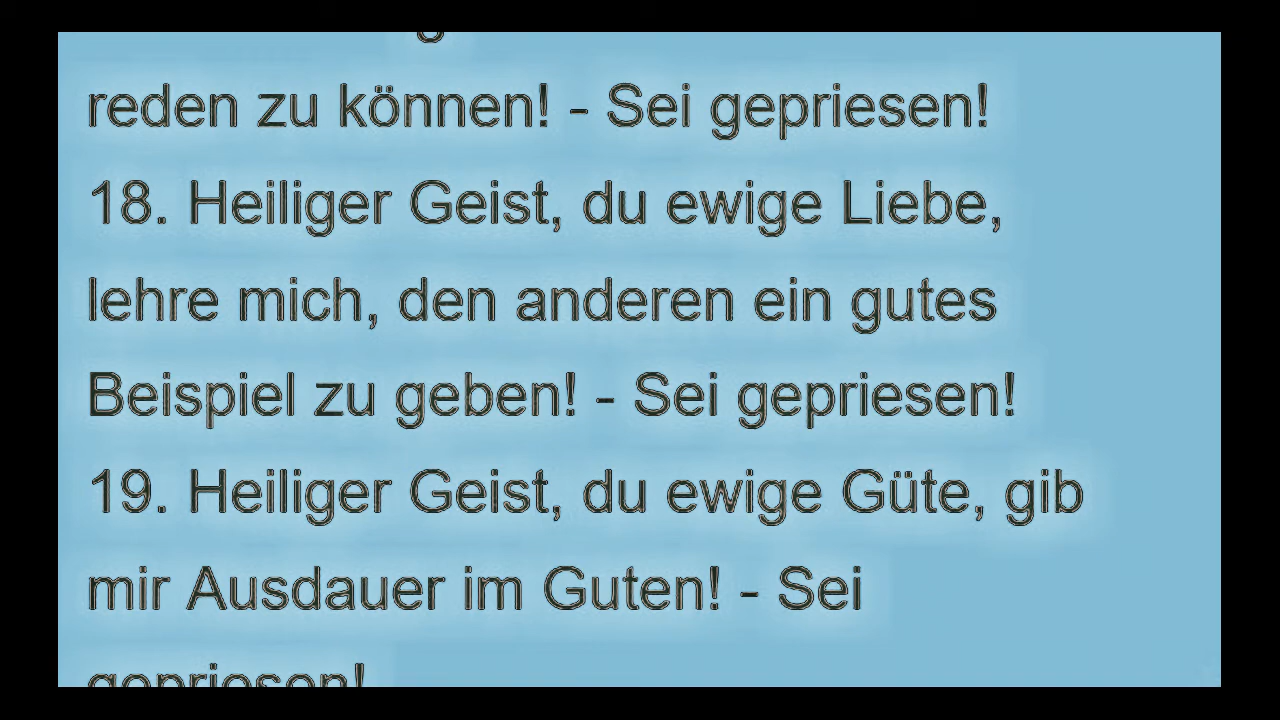 reden zu können! - Sei gepriesen!
18. Heiliger Geist, du ewige Liebe,
lehre mich, den anderen ein gutes
Beispiel zu geben! - Sei gepriesen!
19. Heiliger Geist, du ewige Güte, gib
mir Ausdauer im Guten! - Sei
gepriesen!